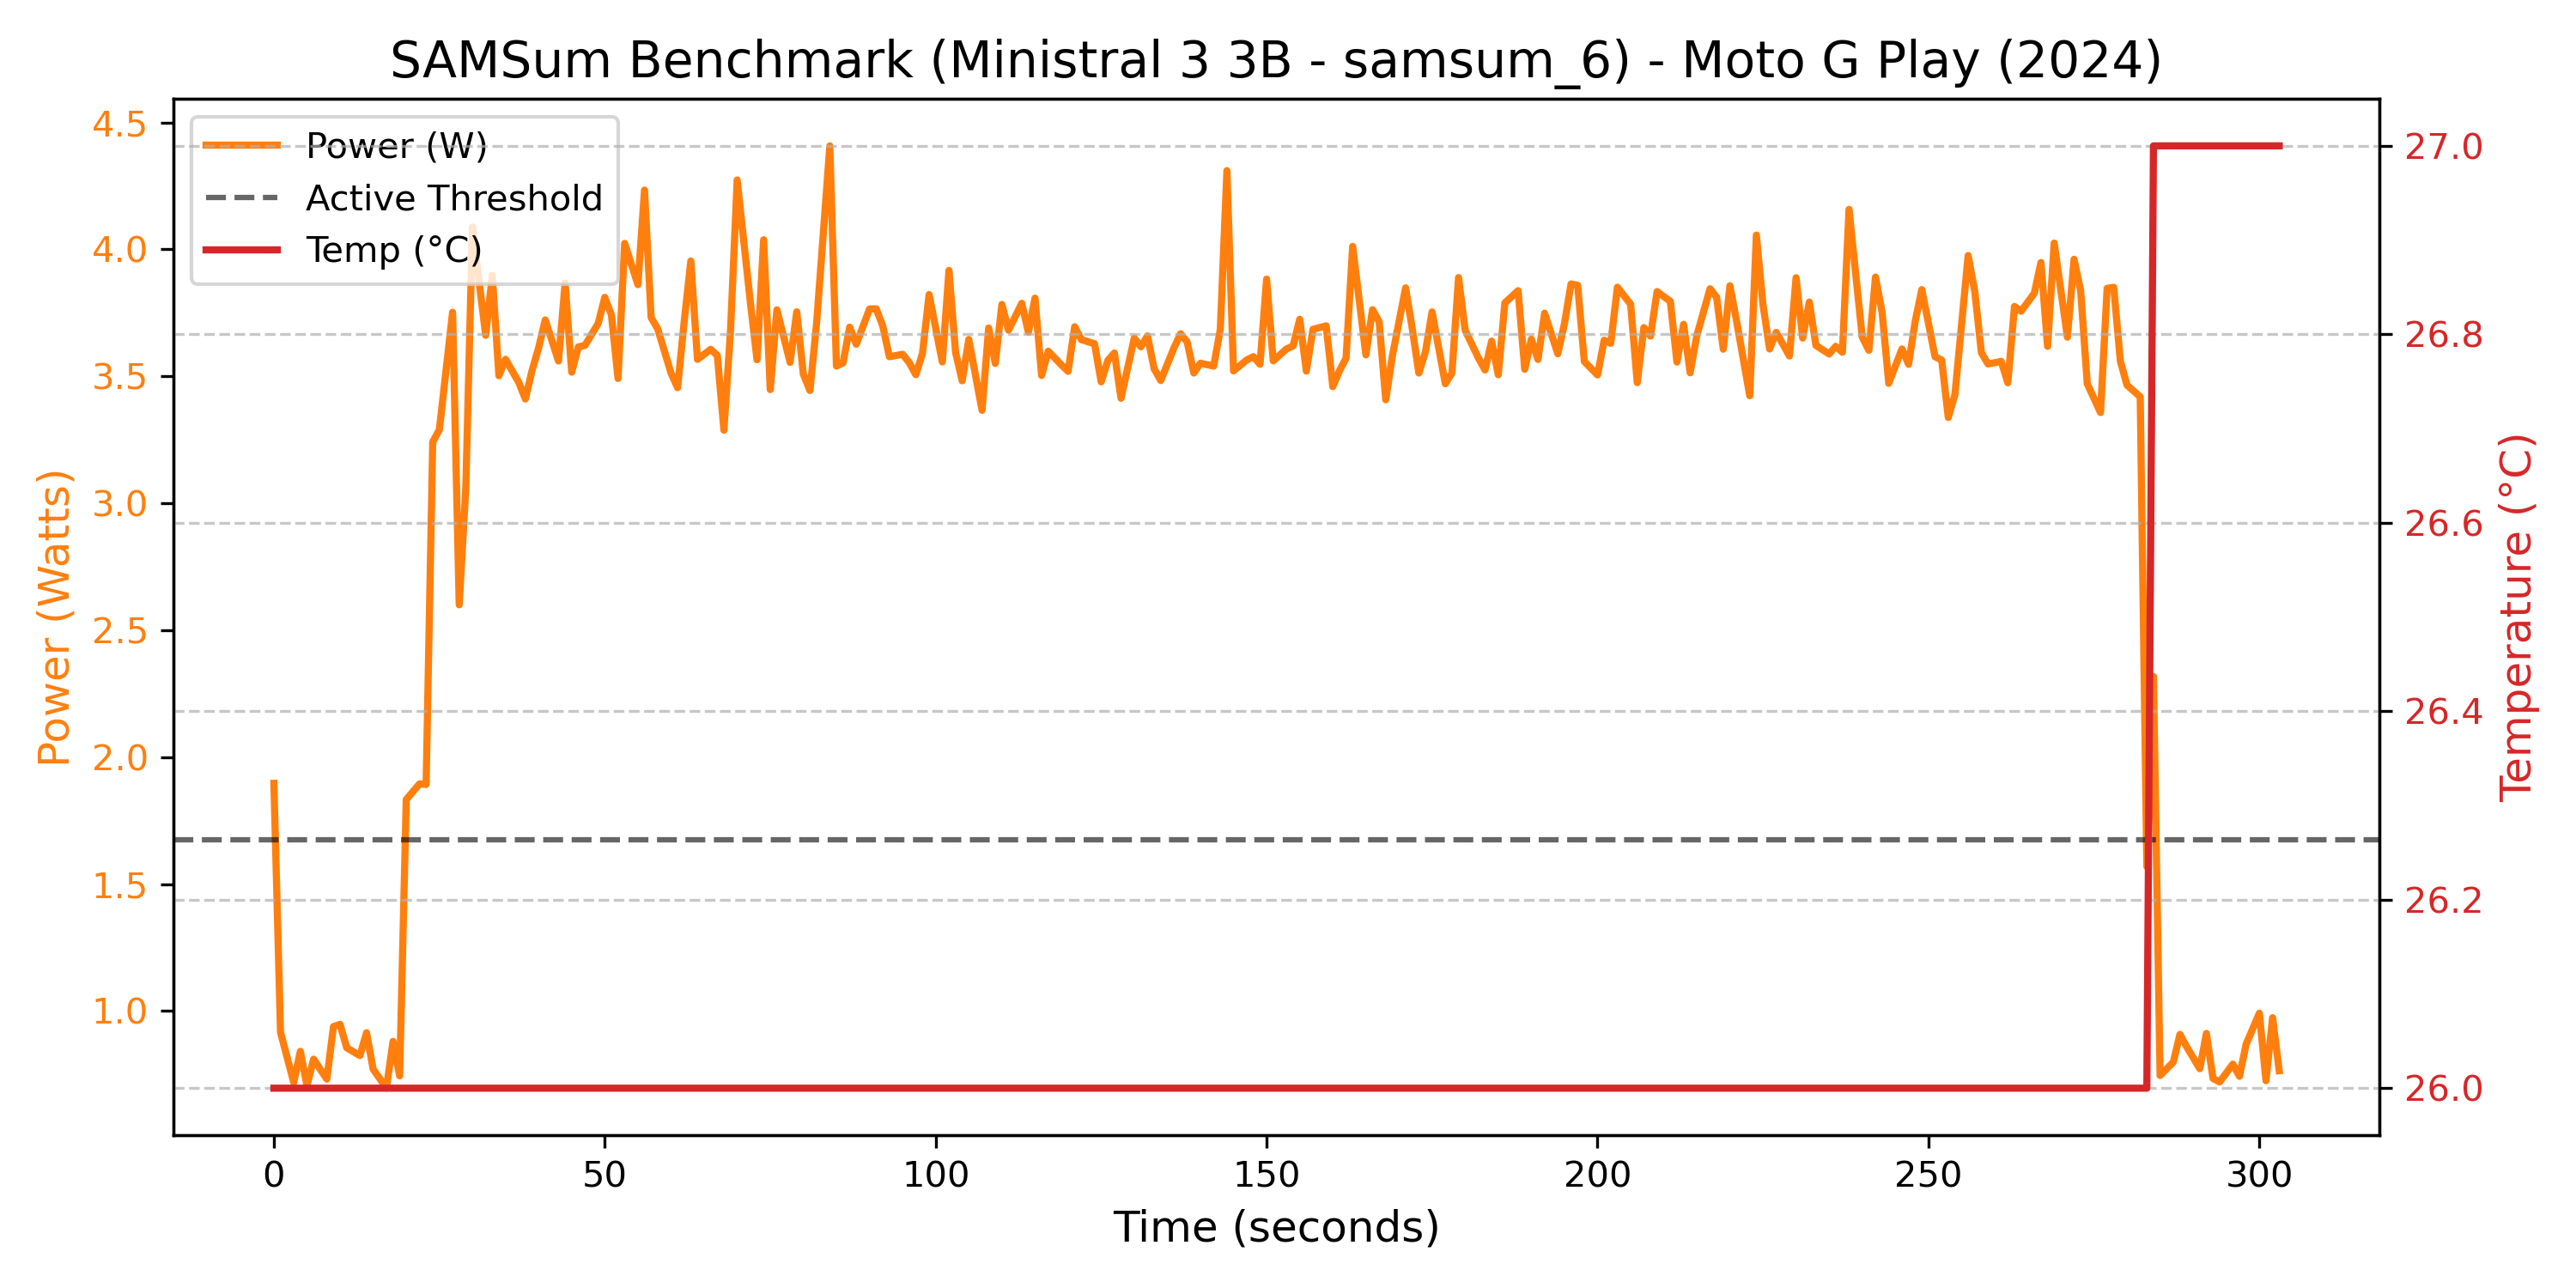 SAMSum Benchmark (Ministral 3 3B - samsum_6) - Moto G Play (2024)
Power (W)
Active Threshold
Temp (°C)
Power (Watts)
4.5
4.0
3.5
3.0
2.5
2.0
1.5
1.0
27.0
26.8
26.6
26.4
26.2
26.0
Temperature (°C)
0 50 100 150 200 250 300
Time (seconds)